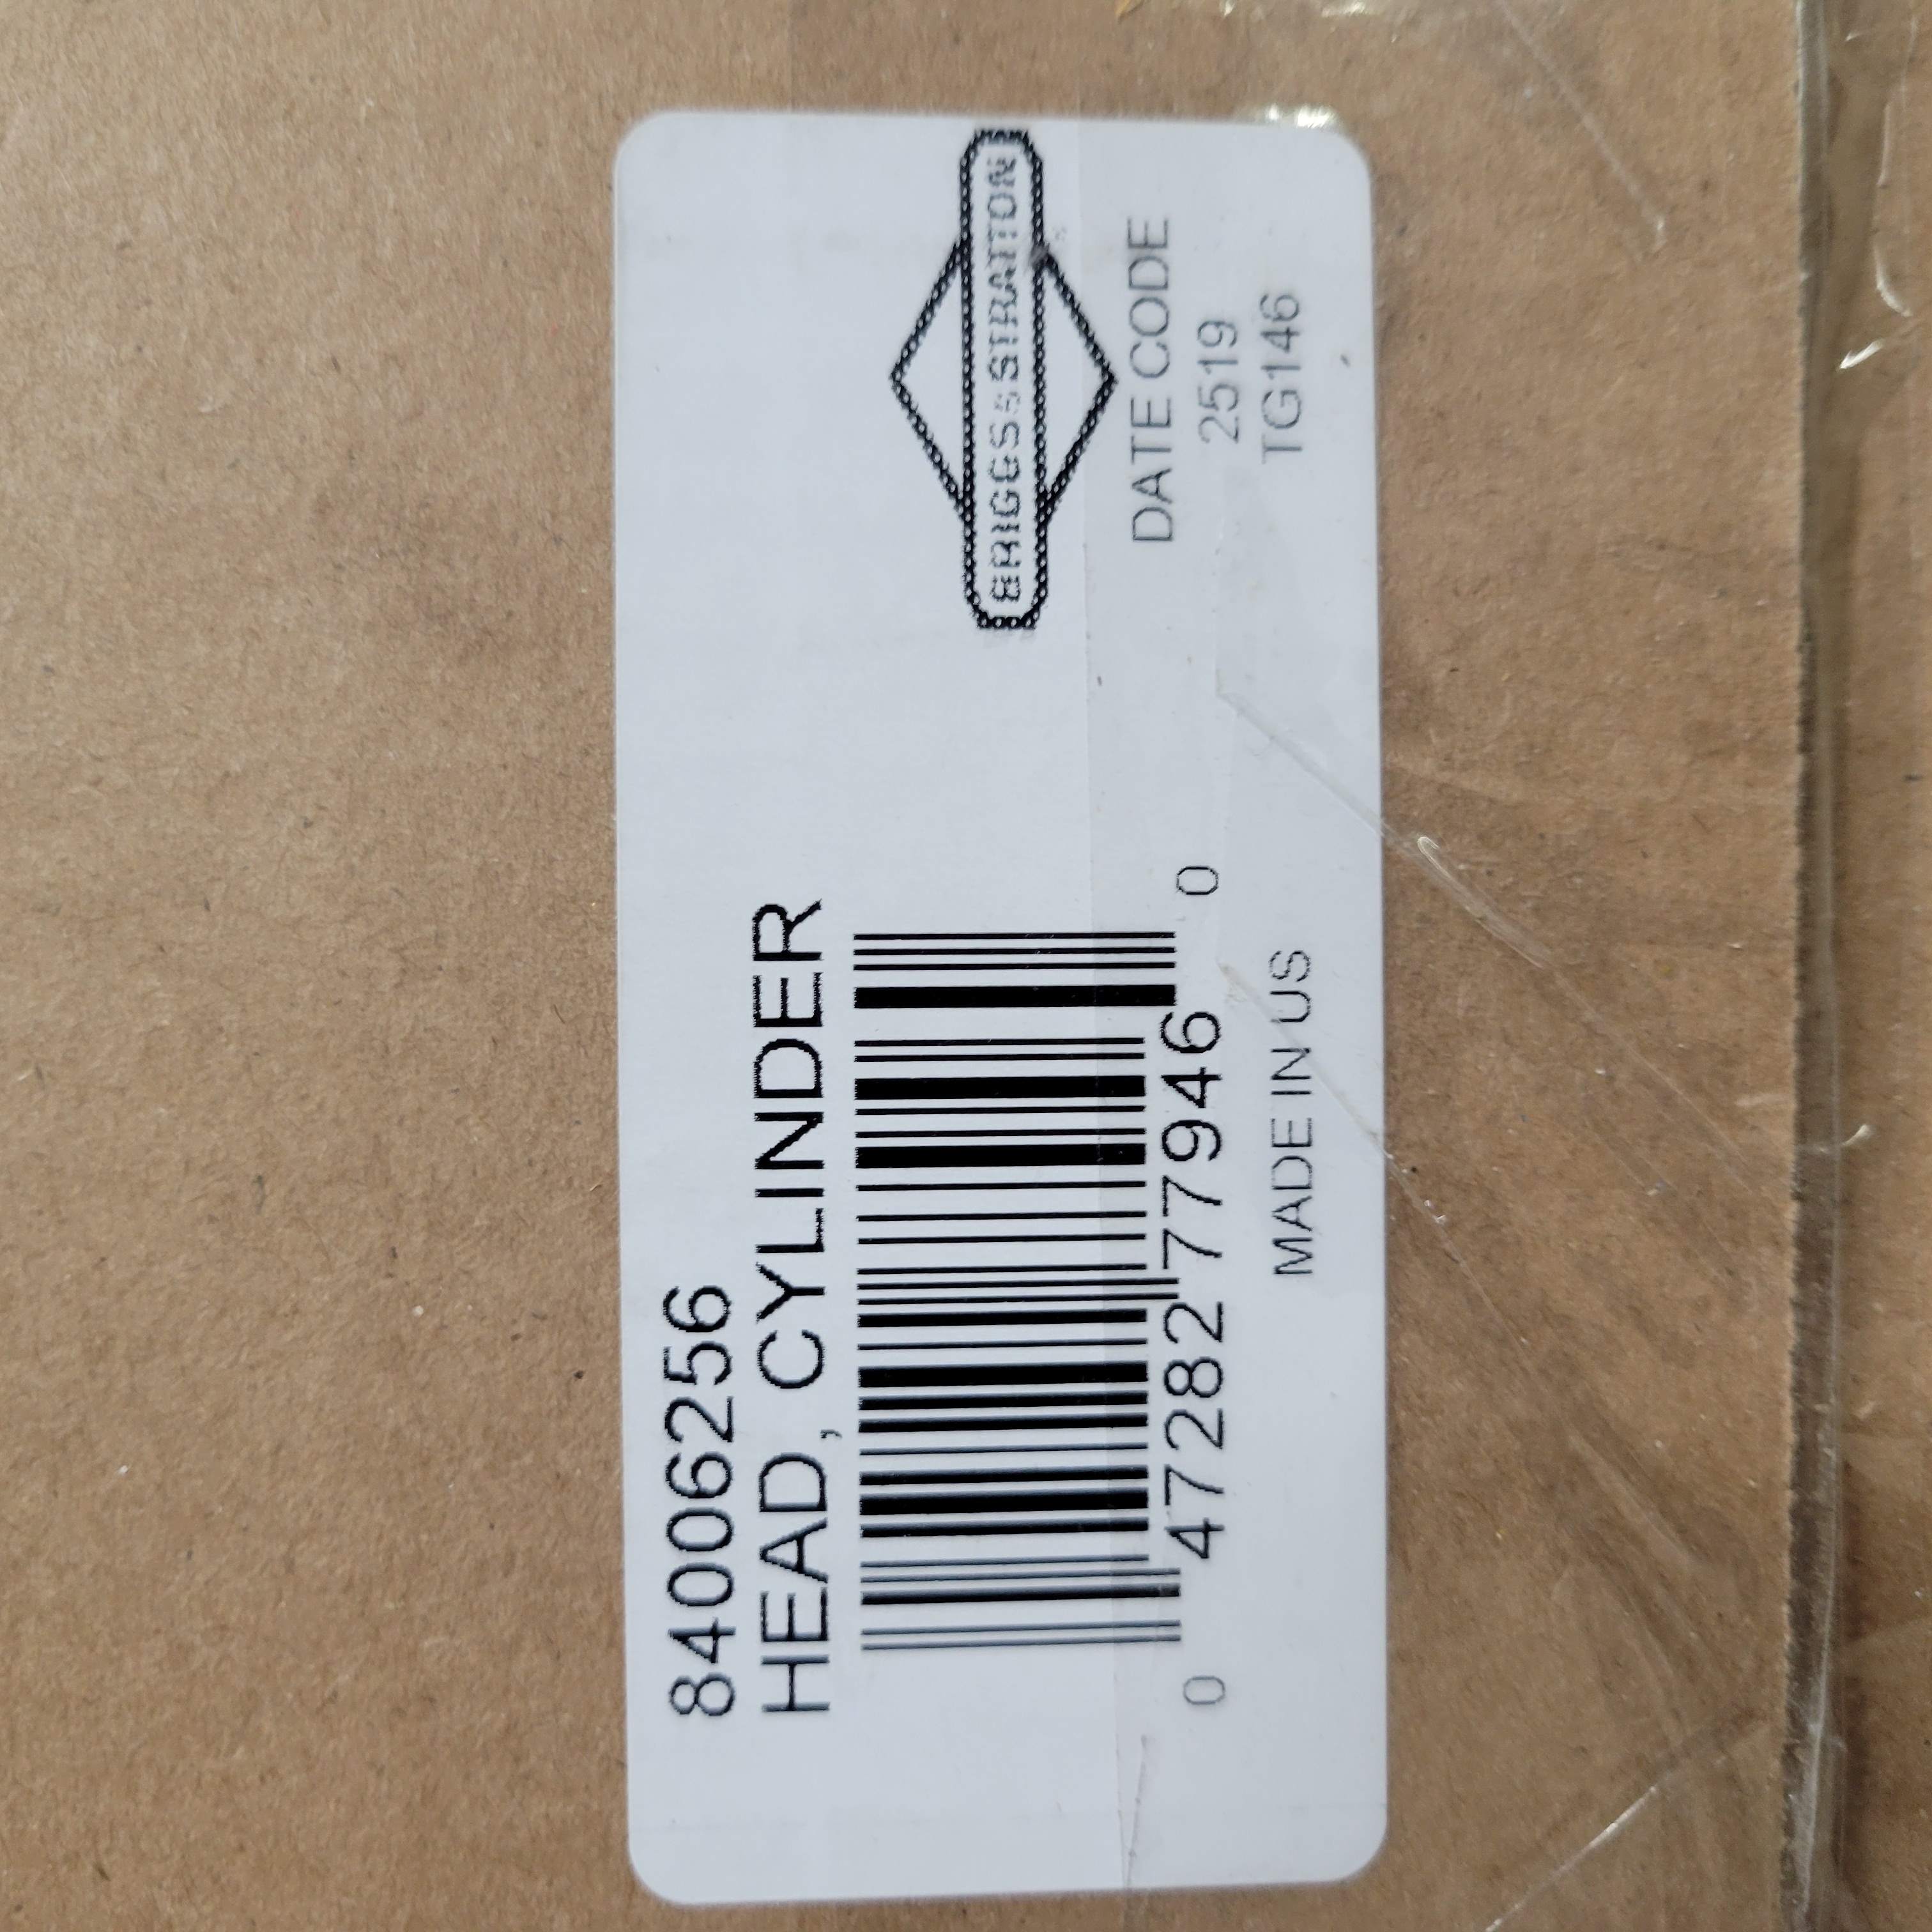 84006256
HEAD, CYLINDER
0 47282 77946 0
MADE IN US
BRIGGS & STRATTON
DATE CODE
2519
TG146